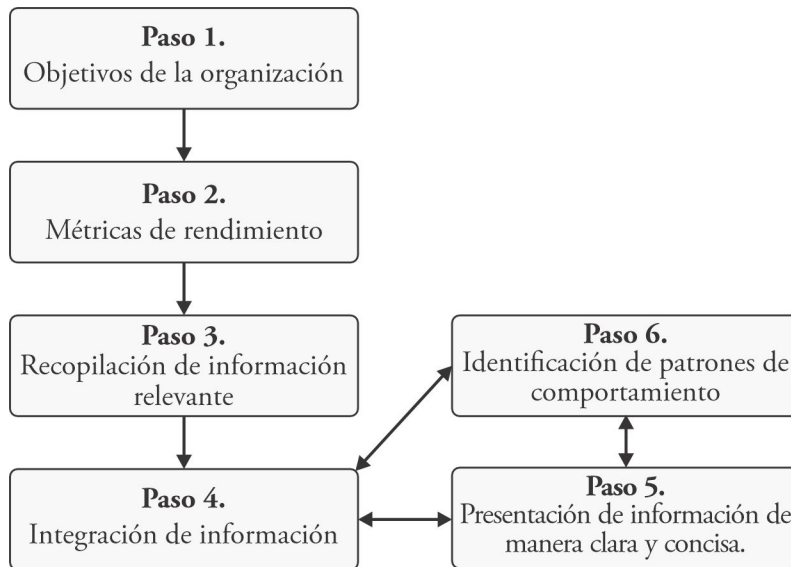 Paso 1.
Objetivos de la organización
Paso 2.
Métricas de rendimiento
Paso 3.
Recopilación de información
relevante
Paso 4.
Integración de información
Paso 6.
Identificación de patrones de
comportamiento
Paso 5.
Presentación de información de
manera clara y concisa.